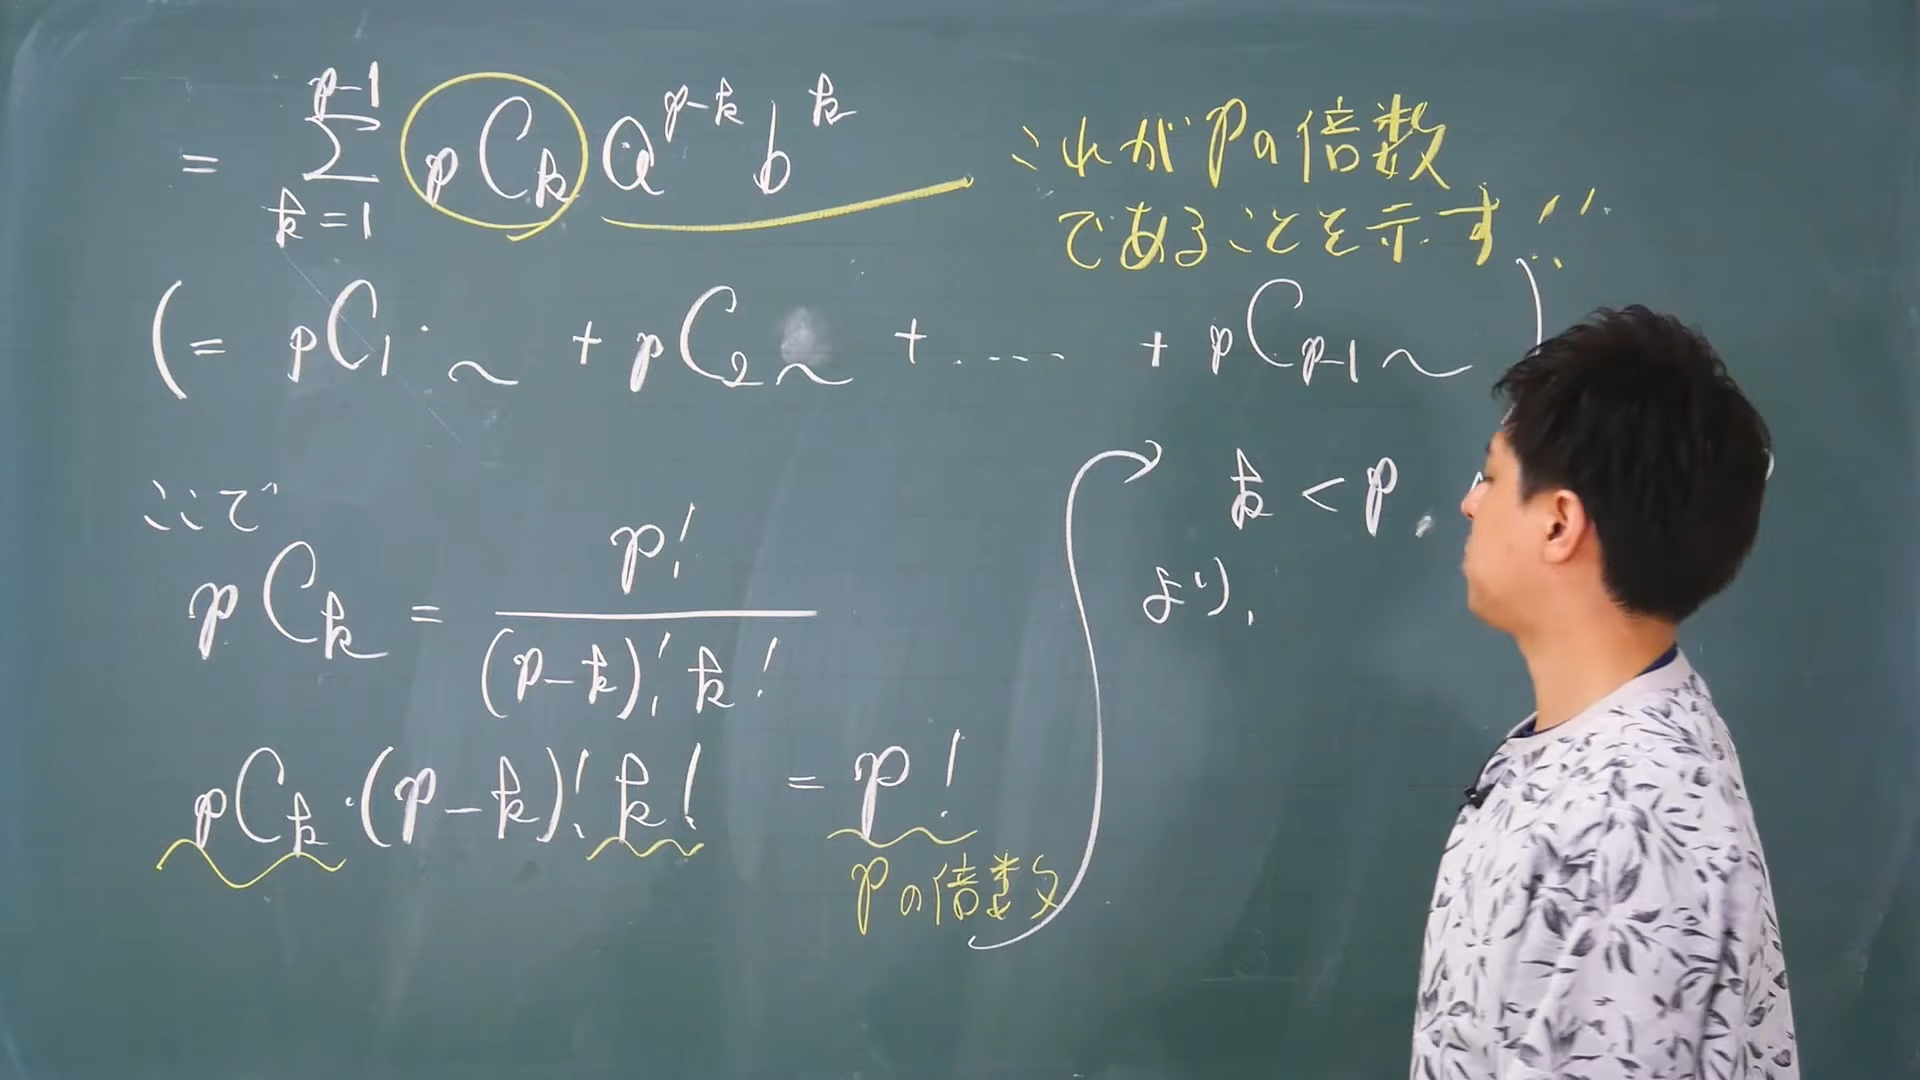 = Σ_{k=1}^{p-1} pCk a^{p-k} b^k これがpの倍数
であることを示す!!
(= pC1・〜 + pC2〜 + ‥‥ + pCp-1〜)
ここで
pCk = p! / (p-k)! k!
pCk・(p-k)! k! = p!
pの倍数
k < p
より,